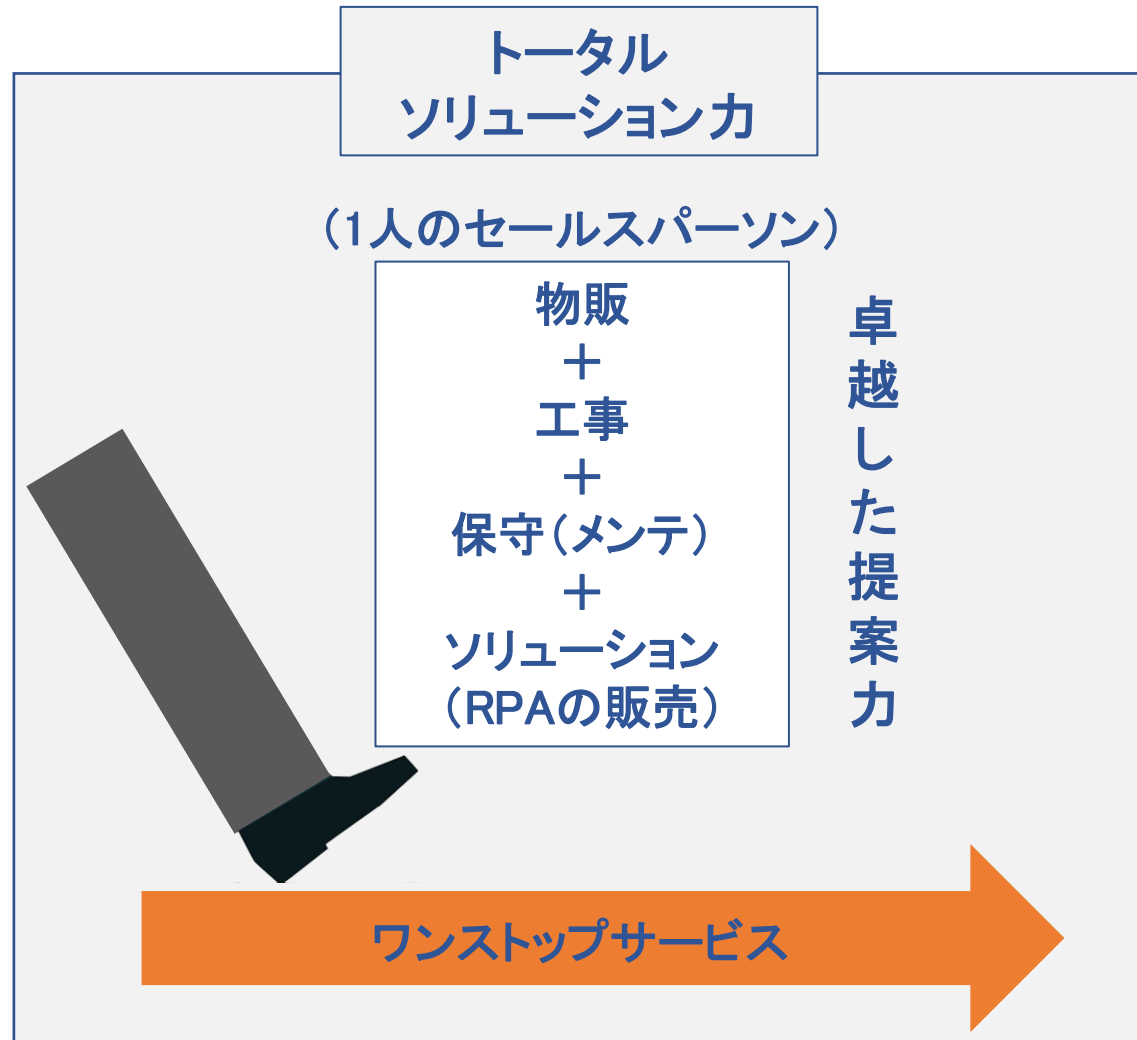 トータル
ソリューション力
（1人のセールスパーソン）
物販
＋
工事
＋
保守（メンテ）
＋
ソリューション
（RPAの販売）
卓越した提案力
ワンストップサービス